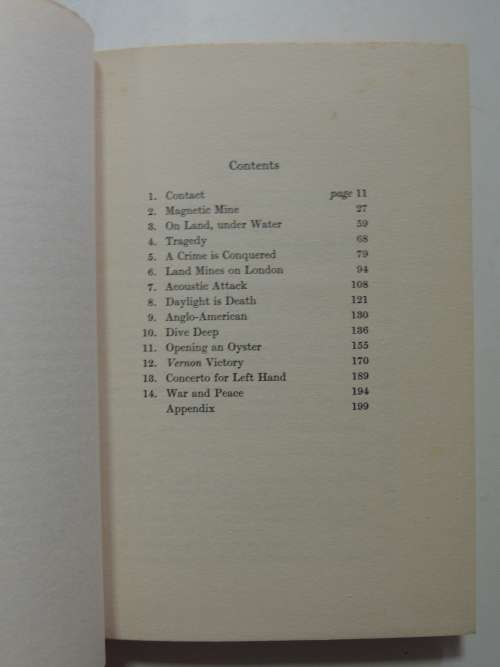 Contents
1. Contact page 11
2. Magnetic Mine 27
3. On Land, under Water 59
4. Tragedy 68
5. A Crime is Conquered 79
6. Land Mines on London 94
7. Acoustic Attack 108
8. Daylight is Death 121
9. Anglo-American 130
10. Dive Deep 136
11. Opening an Oyster 155
12. Vernon Victory 170
13. Concerto for Left Hand 189
14. War and Peace 194
Appendix 199